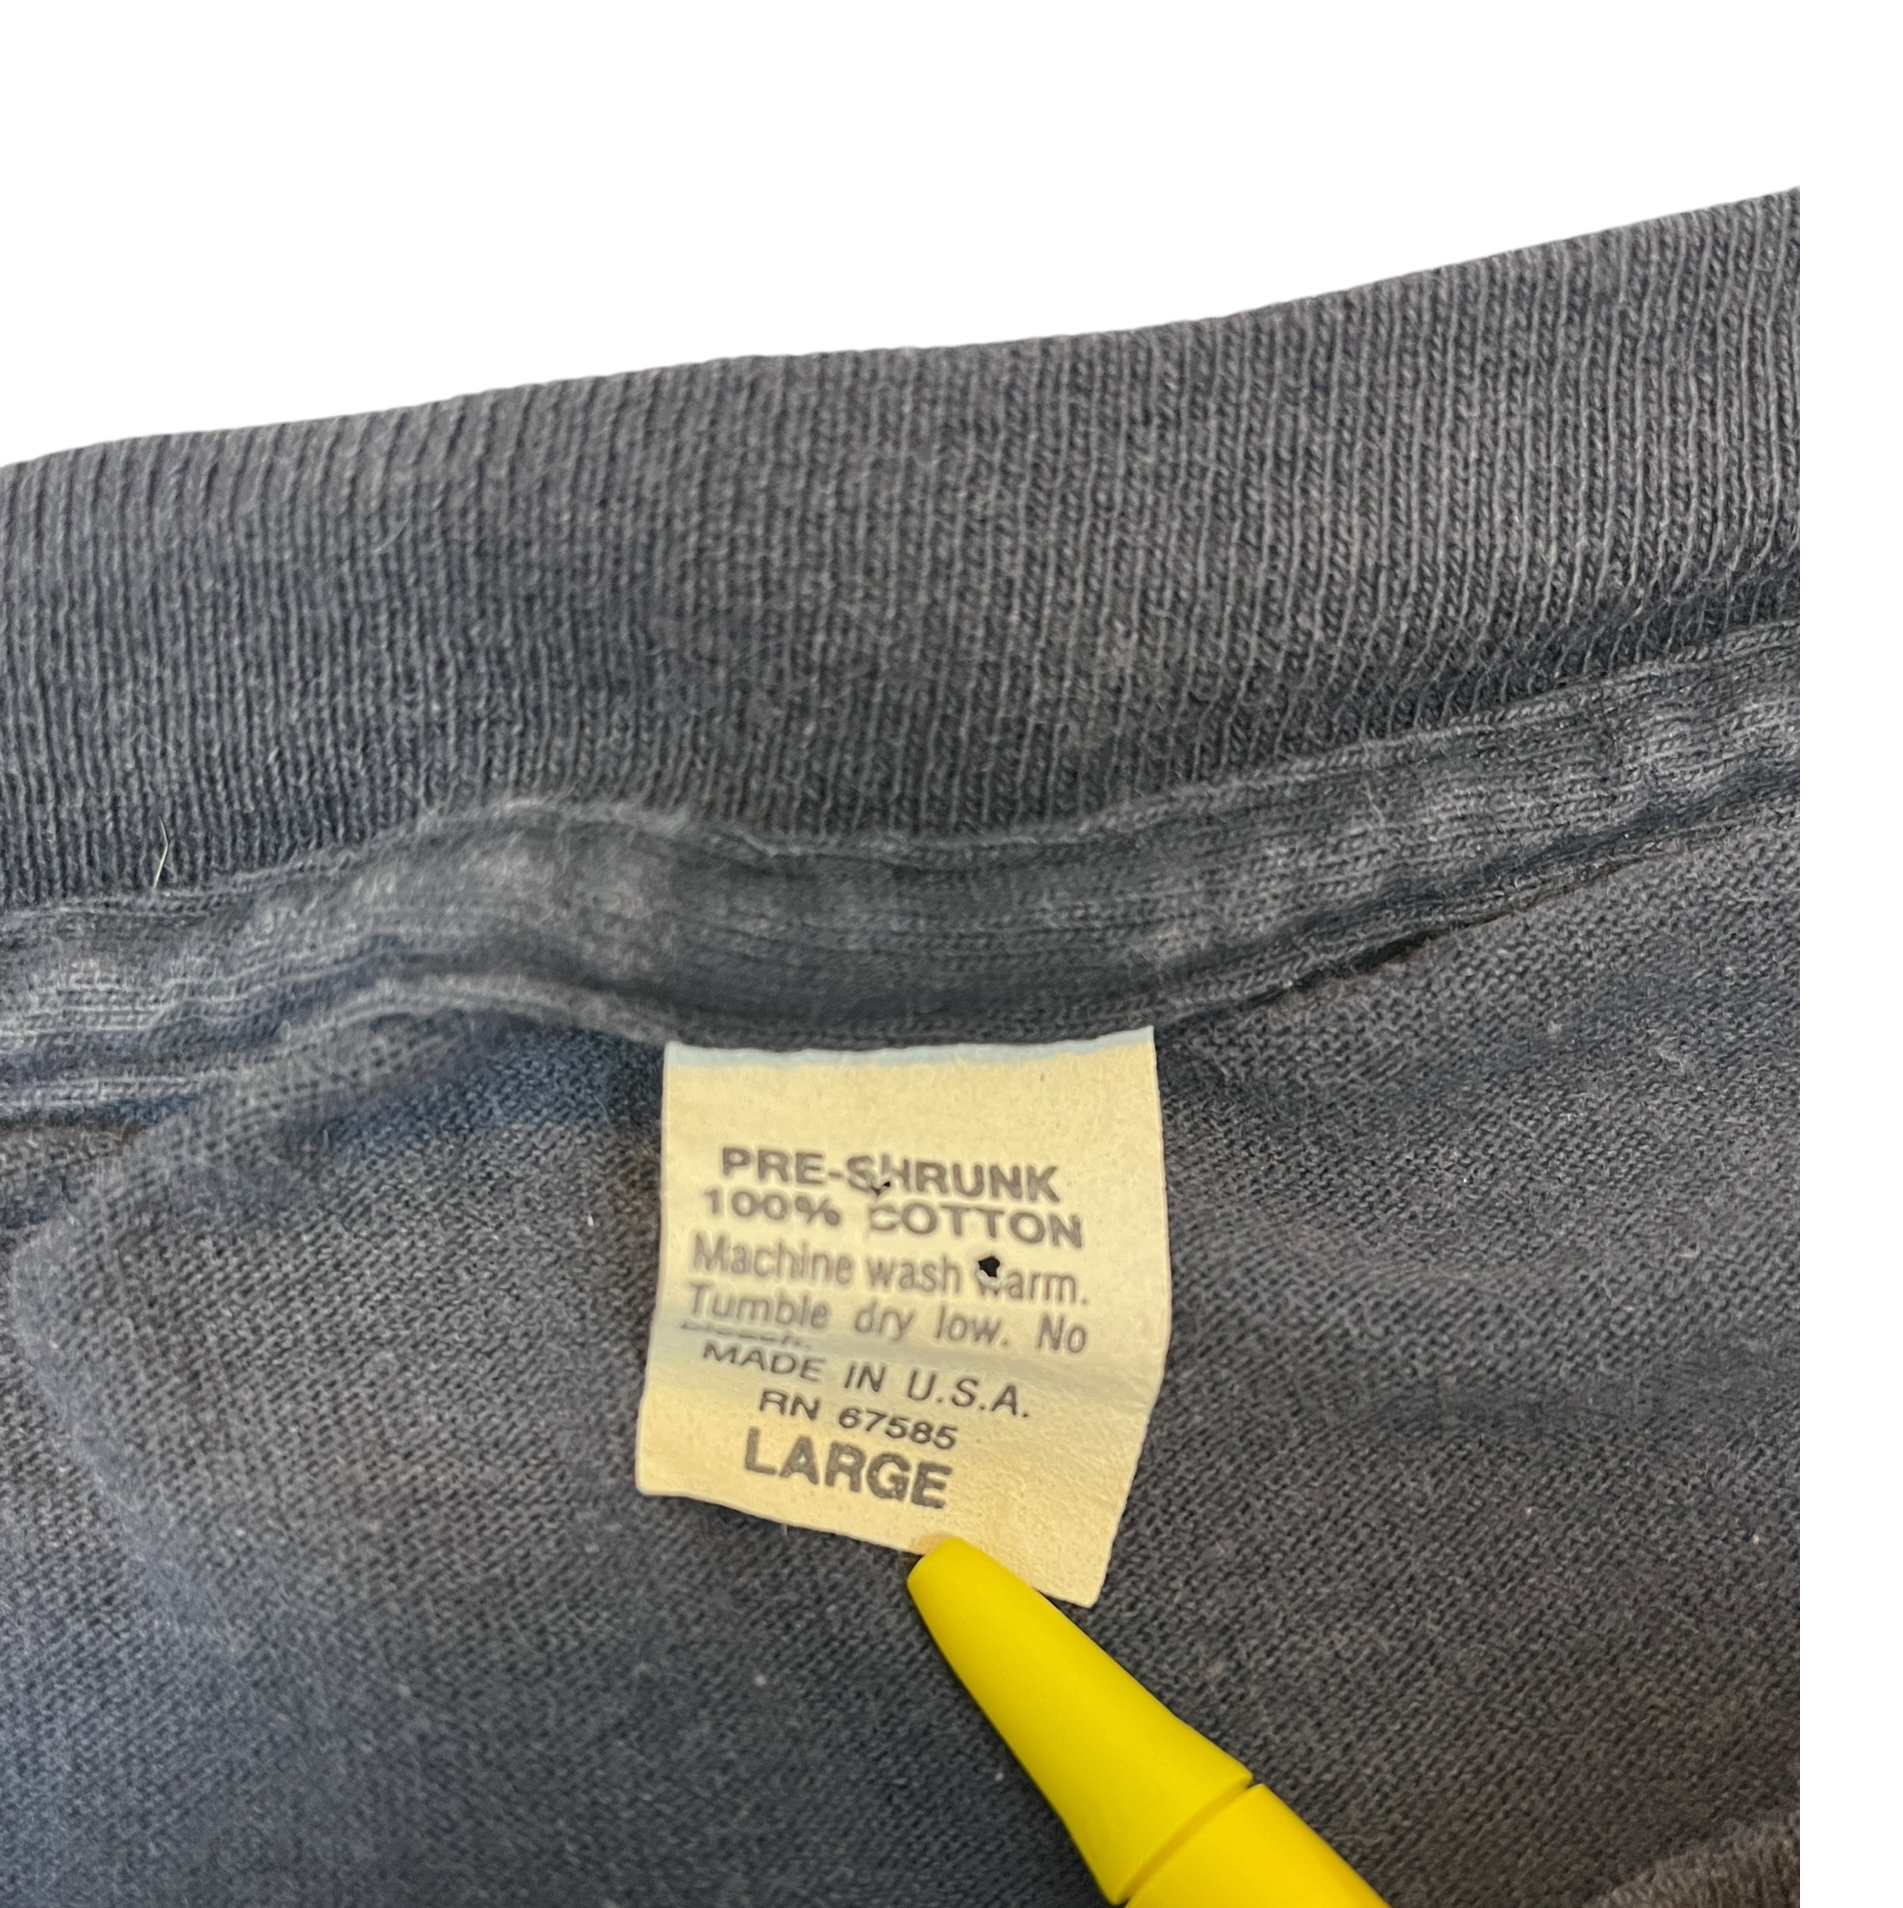 PRE-SHRUNK
100% COTTON
Machine wash warm.
Tumble dry low. No
MADE IN U.S.A.
RN 67585
LARGE